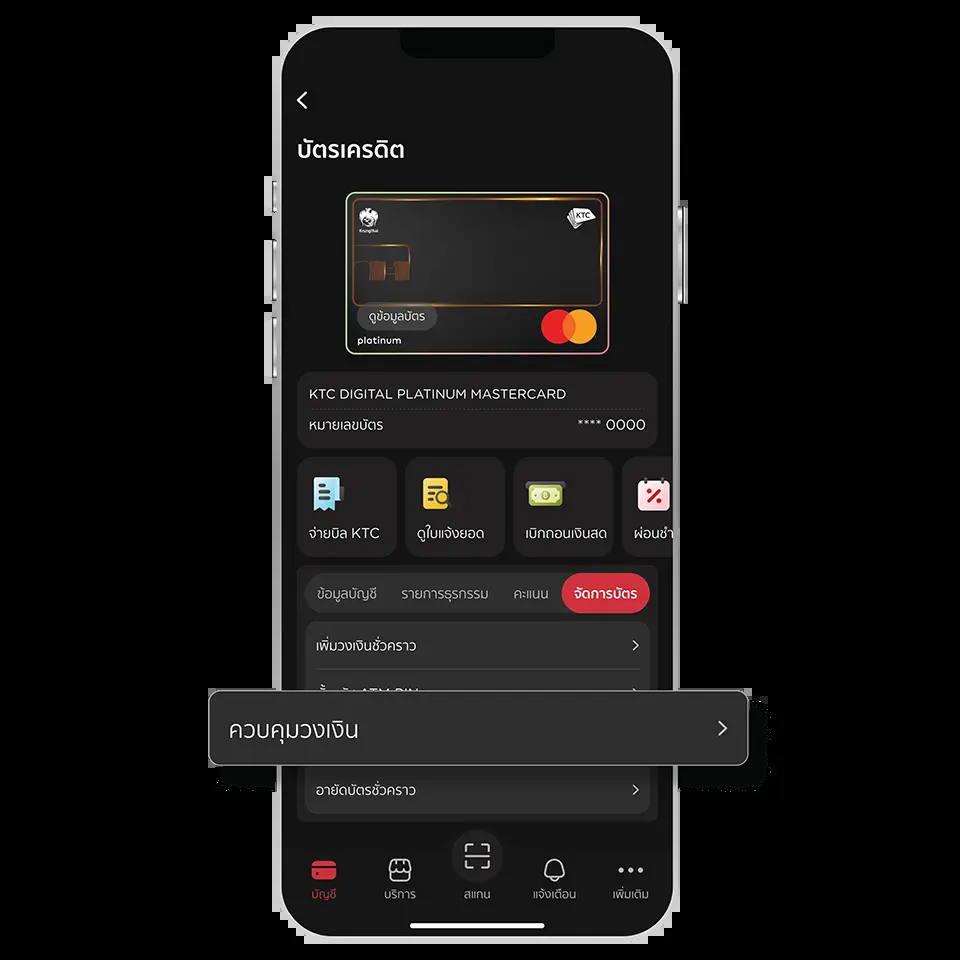 บัตรเครดิต
Krungthai
KTC
ดูข้อมูลบัตร
platinum
KTC DIGITAL PLATINUM MASTERCARD
หมายเลขบัตร **** 0000
จ่ายบิล KTC ดูใบแจ้งยอด เบิกถอนเงินสด ผ่อนชำ
ข้อมูลบัญชี รายการธุรกรรม คะแนน จัดการบัตร
เพิ่มวงเงินชั่วคราว
ATM PIN
ควบคุมวงเงิน
อายัดบัตรชั่วคราว
บัญชี บริการ สแกน แจ้งเตือน เพิ่มเติม